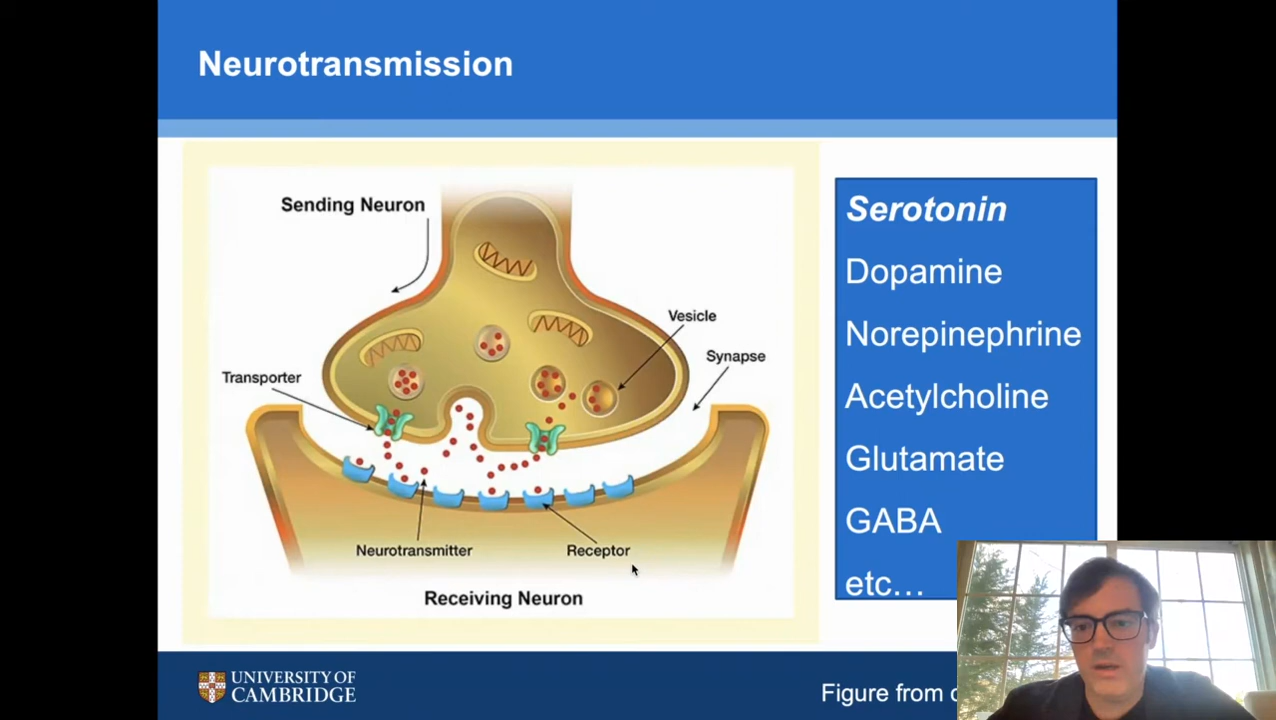 Neurotransmission
Sending Neuron
Vesicle
Synapse
Transporter
Neurotransmitter
Receptor
Receiving Neuron
Serotonin
Dopamine
Norepinephrine
Acetylcholine
Glutamate
GABA
etc…
UNIVERSITY OF
CAMBRIDGE
Figure from